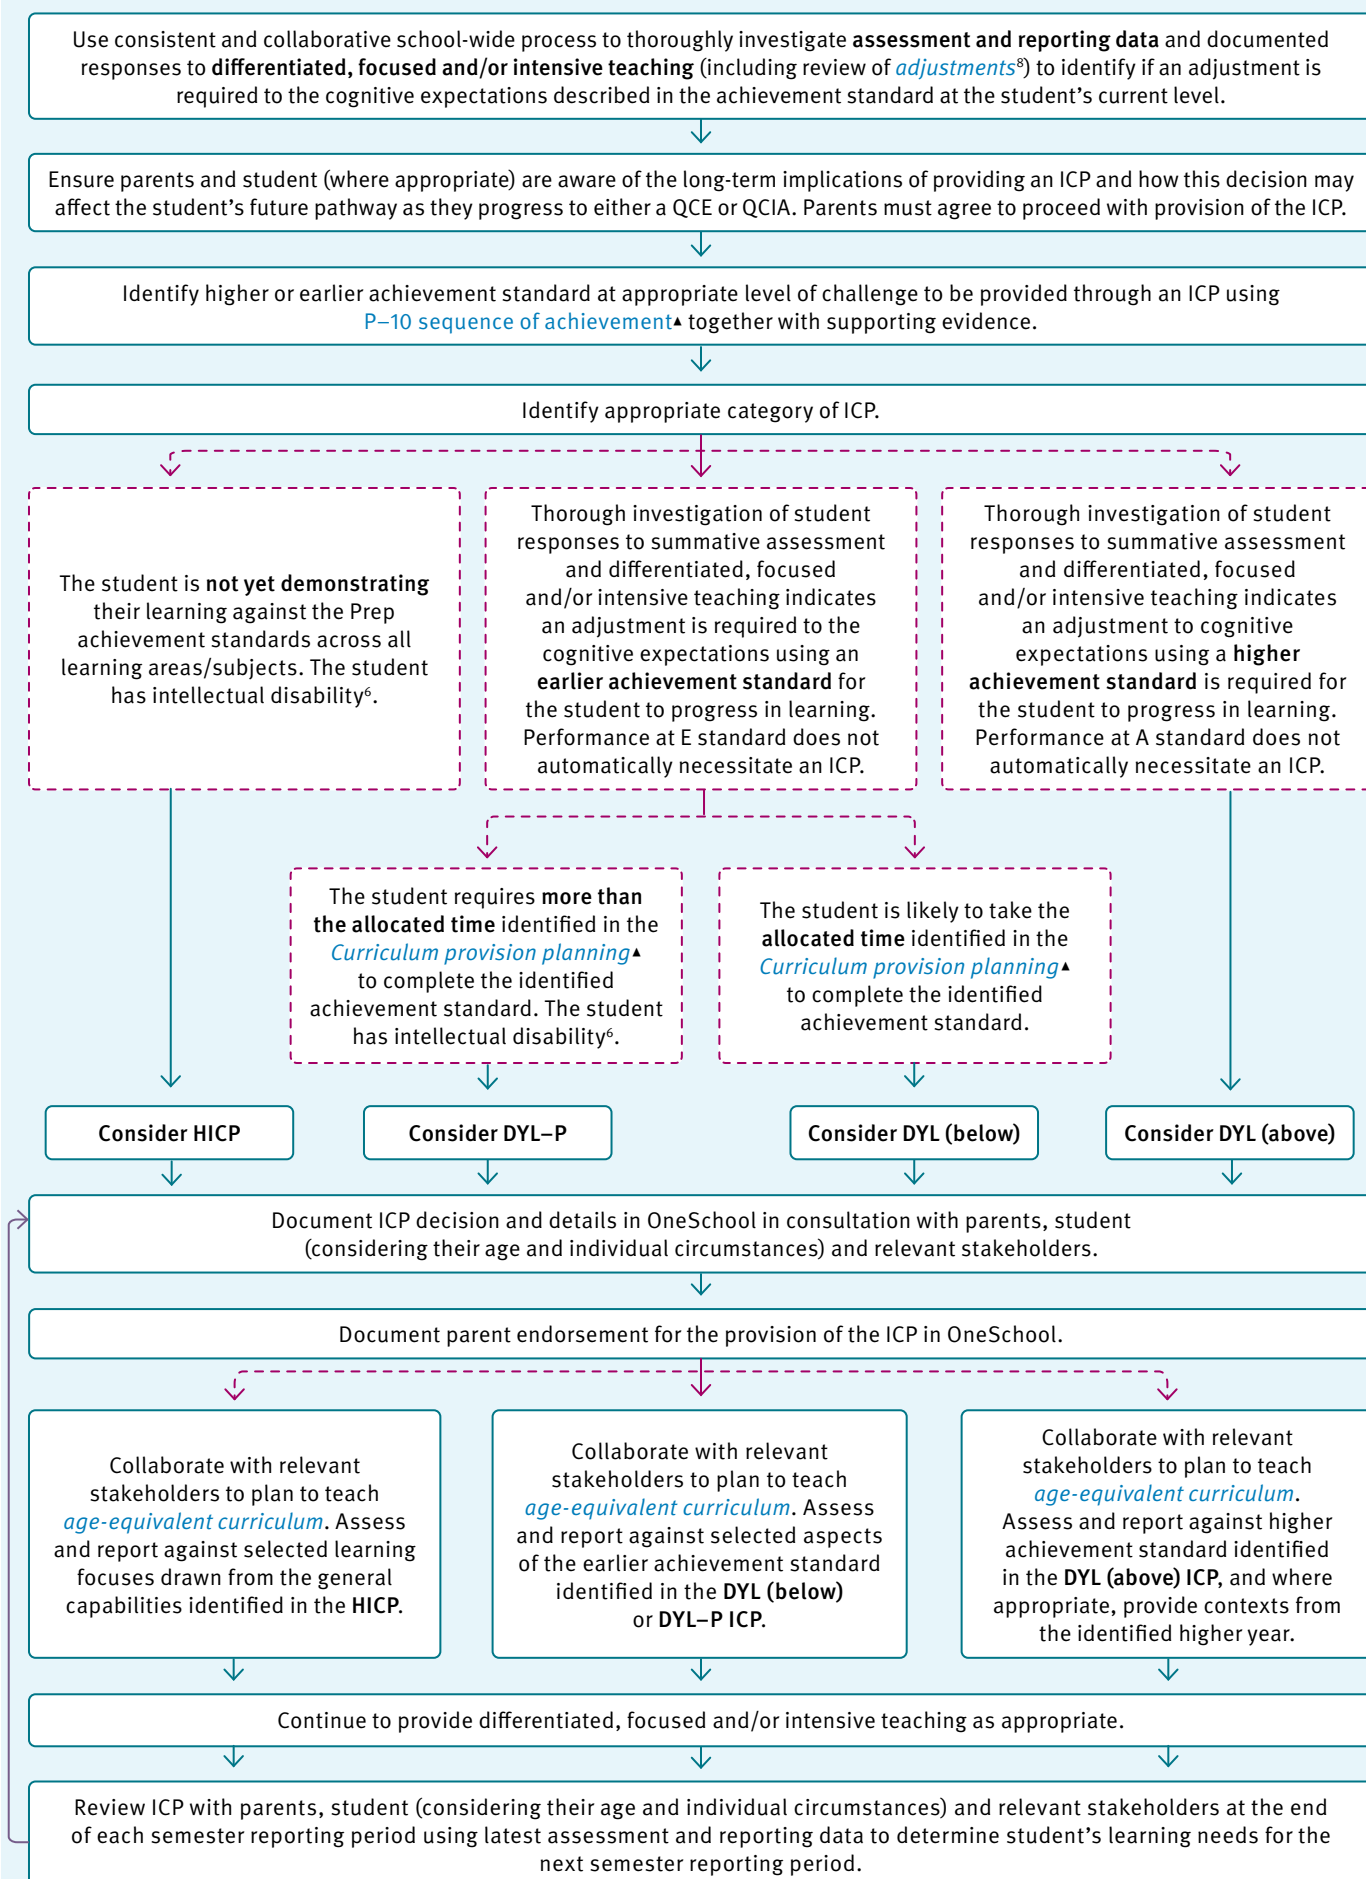 Use consistent and collaborative school-wide process to thoroughly investigate assessment and reporting data and documented
responses to differentiated, focused and/or intensive teaching (including review of adjustments⁸) to identify if an adjustment is
required to the cognitive expectations described in the achievement standard at the student’s current level.
Ensure parents and student (where appropriate) are aware of the long-term implications of providing an ICP and how this decision may
affect the student’s future pathway as they progress to either a QCE or QCIA. Parents must agree to proceed with provision of the ICP.
Identify higher or earlier achievement standard at appropriate level of challenge to be provided through an ICP using
P–10 sequence of achievement▲ together with supporting evidence.
Identify appropriate category of ICP.
The student is not yet demonstrating
their learning against the Prep
achievement standards across all
learning areas/subjects. The student
has intellectual disability⁶.
Thorough investigation of student
responses to summative assessment
and differentiated, focused
and/or intensive teaching indicates
an adjustment is required to the
cognitive expectations using an
earlier achievement standard for
the student to progress in learning.
Performance at E standard does not
automatically necessitate an ICP.
Thorough investigation of student
responses to summative assessment
and differentiated, focused
and/or intensive teaching indicates
an adjustment to cognitive
expectations using a higher
achievement standard is required for
the student to progress in learning.
Performance at A standard does not
automatically necessitate an ICP.
The student requires more than
the allocated time identified in the
Curriculum provision planning▲
to complete the identified
achievement standard. The student
has intellectual disability⁶.
The student is likely to take the
allocated time identified in the
Curriculum provision planning▲
to complete the identified
achievement standard.
Consider HICP
Consider DYL–P
Consider DYL (below)
Consider DYL (above)
Document ICP decision and details in OneSchool in consultation with parents, student
(considering their age and individual circumstances) and relevant stakeholders.
Document parent endorsement for the provision of the ICP in OneSchool.
Collaborate with relevant
stakeholders to plan to teach
age-equivalent curriculum. Assess
and report against selected learning
focuses drawn from the general
capabilities identified in the HICP.
Collaborate with relevant
stakeholders to plan to teach
age-equivalent curriculum. Assess
and report against selected aspects
of the earlier achievement standard
identified in the DYL (below)
or DYL–P ICP.
Collaborate with relevant
stakeholders to plan to teach
age-equivalent curriculum.
Assess and report against higher
achievement standard identified
in the DYL (above) ICP, and where
appropriate, provide contexts from
the identified higher year.
Continue to provide differentiated, focused and/or intensive teaching as appropriate.
Review ICP with parents, student (considering their age and individual circumstances) and relevant stakeholders at the end
of each semester reporting period using latest assessment and reporting data to determine student’s learning needs for the
next semester reporting period.